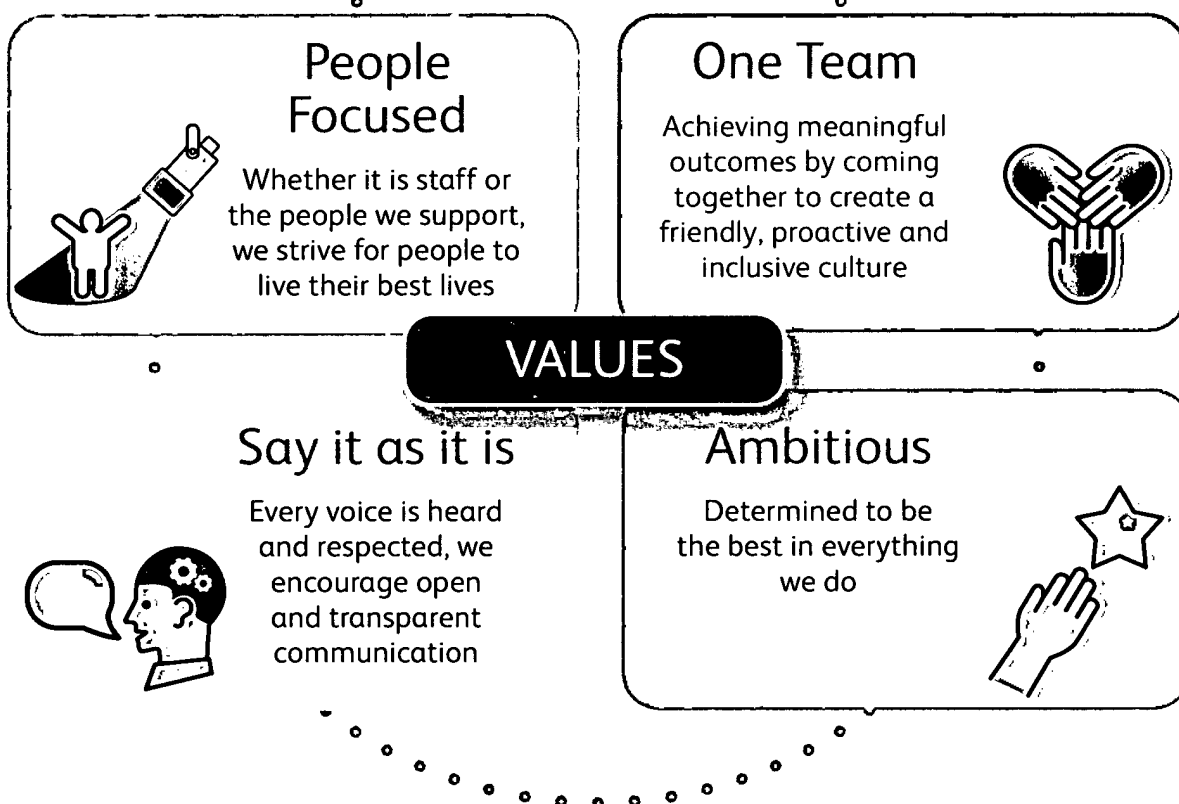 People
Focused
Whether it is staff or
the people we support,
we strive for people to
live their best lives
One Team
Achieving meaningful
outcomes by coming
together to create a
friendly, proactive and
inclusive culture
VALUES
Say it as it is
Every voice is heard
and respected, we
encourage open
and transparent
communication
Ambitious
Determined to be
the best in everything
we do